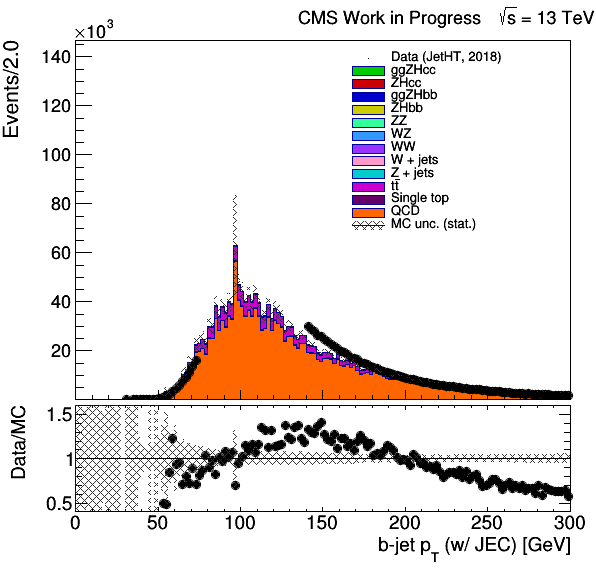 CMS Work in Progress √s = 13 TeV
×10³
Events/2.0
140
120
100
80
60
40
20
Data (JetHT, 2018)
ggZHcc
ZHcc
ggZHbb
ZHbb
ZZ
WZ
WW
W + jets
Z + jets
tt̄
Single top
QCD
MC unc. (stat.)
Data/MC
1.5
1
0.5
0 50 100 150 200 250 300
b-jet p_T (w/ JEC) [GeV]